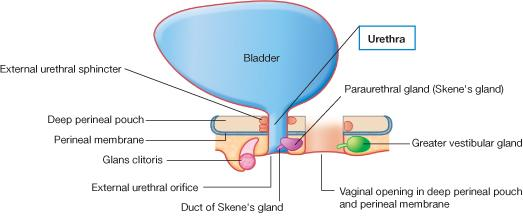 Urethra
Bladder
External urethral sphincter
Paraurethral gland (Skene's gland)
Deep perineal pouch
Perineal membrane
Greater vestibular gland
Glans clitoris
External urethral orifice
Vaginal opening in deep perineal pouch
and perineal membrane
Duct of Skene's gland